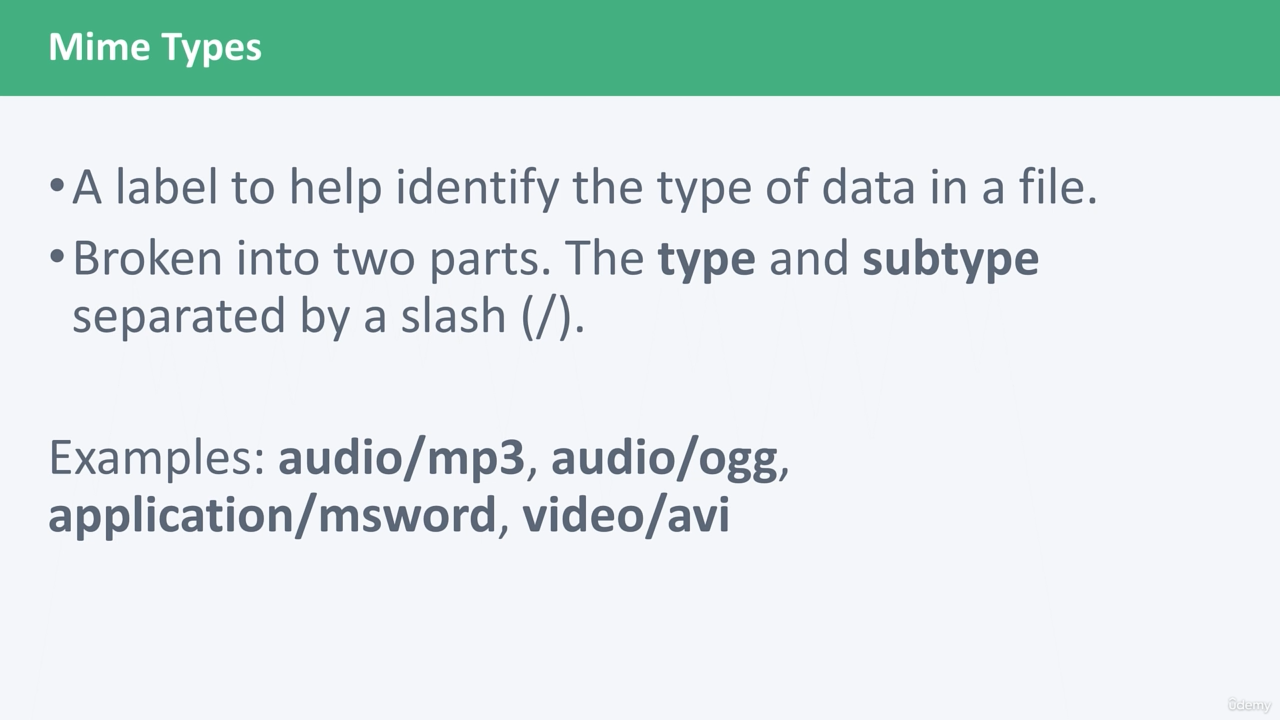 Mime Types
•A label to help identify the type of data in a file.
•Broken into two parts. The type and subtype
separated by a slash (/).
Examples: audio/mp3, audio/ogg,
application/msword, video/avi
ûdemy